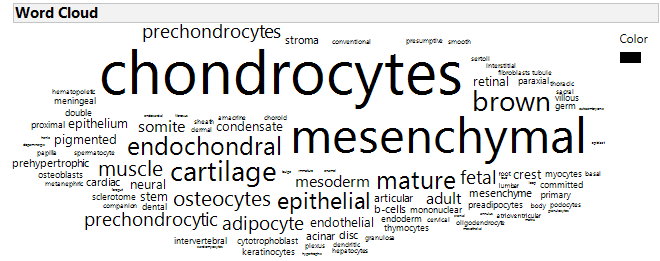 Word Cloud
Color
prechondrocytes
stroma
conventional
presumptive smooth
sertoli
interstitial
chondrocytes
fibroblasts tubule
retinal
paraxial
thoracic
sacral
hematopoietic
meningeal
brown
villous
germ
double
proximal epithelium
somite
sheath
dermal
amacrine
choroid
condensate
mesenchymal
pigmented
papilla
spermatocyte
endochondral
prehypertrophic
osteoblasts
metanephric
muscle
cartilage
mesoderm
mature
fetal
crest
myocytes
basal
cardiac
neural
lumbar
committed
sclerotome
stem
companion
dental
osteocytes
epithelial
articular
adult
mesenchyme
primary
preadipocytes
body
podocytes
b-cells
mononuclear
prechondrocytic
adipocyte
endothelial
endoderm
cervical
atrioventricular
thymocytes
acinar
disc
granulosa
intervertebral
cytotrophoblast
plexus
dendritic
keratinocytes
hepatocytes